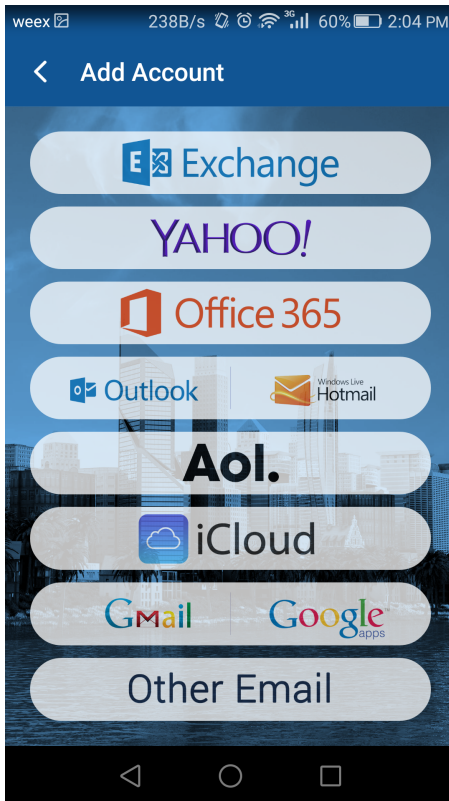 weex 238B/s 3G 60% 2:04 PM
Add Account
E x Exchange
YAHOO!
Office 365
o Outlook Windows Live Hotmail
Aol.
iCloud
GMail Google apps
Other Email